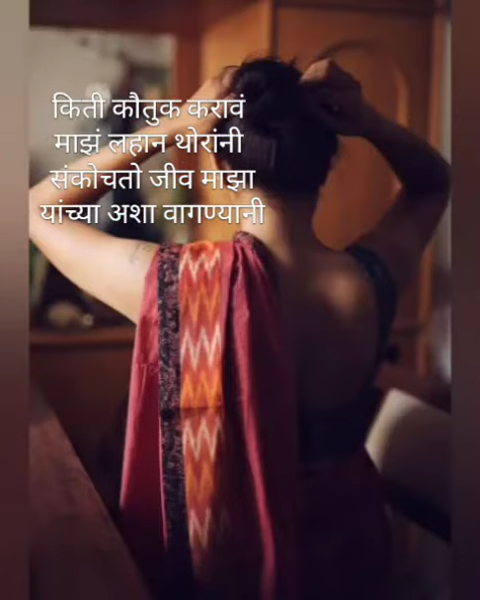 किती कौतुक करावं
माझं लहान थोरांनी
संकोचतो जीव माझा
यांच्या अशा वागण्यानी